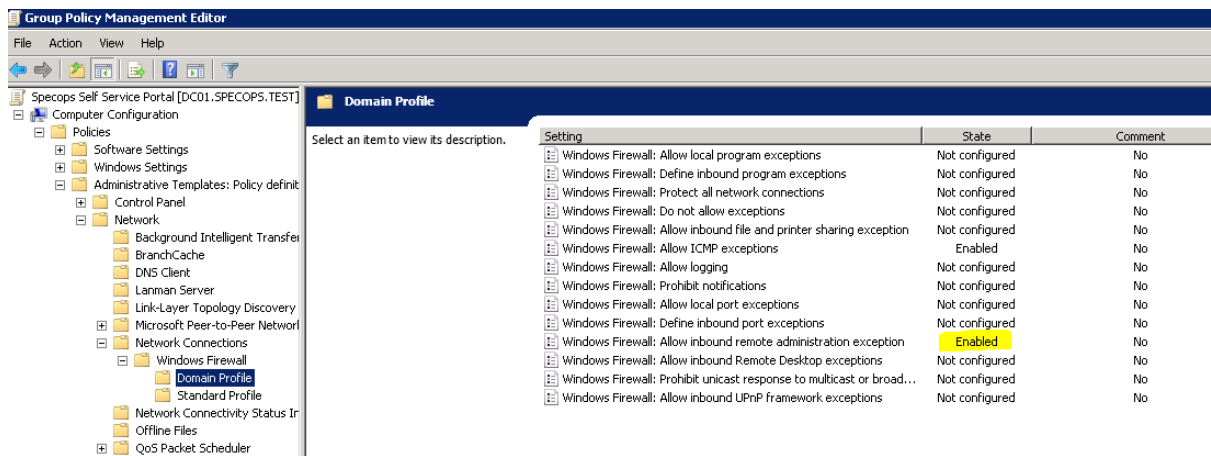 Group Policy Management Editor
File Action View Help
Specops Self Service Portal [DC01.SPECOPS.TEST]
Computer Configuration
Policies
Software Settings
Windows Settings
Administrative Templates: Policy definit
Control Panel
Network
Background Intelligent Transfer
BranchCache
DNS Client
Lanman Server
Link-Layer Topology Discovery
Microsoft Peer-to-Peer Networl
Network Connections
Windows Firewall
Domain Profile
Standard Profile
Network Connectivity Status Ir
Offline Files
QoS Packet Scheduler
Domain Profile
Select an item to view its description.
Setting State Comment
Windows Firewall: Allow local program exceptions Not configured No
Windows Firewall: Define inbound program exceptions Not configured No
Windows Firewall: Protect all network connections Not configured No
Windows Firewall: Do not allow exceptions Not configured No
Windows Firewall: Allow inbound file and printer sharing exception Not configured No
Windows Firewall: Allow ICMP exceptions Enabled No
Windows Firewall: Allow logging Not configured No
Windows Firewall: Prohibit notifications Not configured No
Windows Firewall: Allow local port exceptions Not configured No
Windows Firewall: Define inbound port exceptions Not configured No
Windows Firewall: Allow inbound remote administration exception Enabled No
Windows Firewall: Allow inbound Remote Desktop exceptions Not configured No
Windows Firewall: Prohibit unicast response to multicast or broad... Not configured No
Windows Firewall: Allow inbound UPnP framework exceptions Not configured No